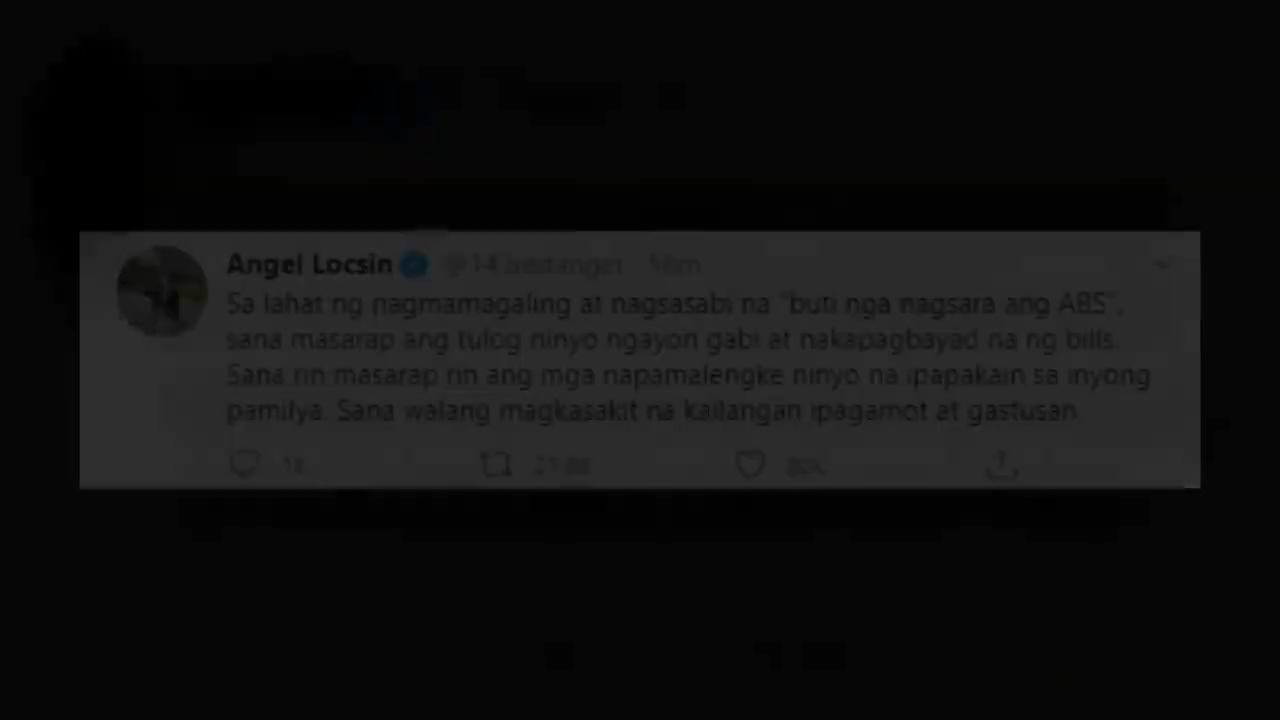 Angel Locsin
Sa lahat ng nagmamagaling at nagsasabi na "buti nga nagsara ang ABS",
sana masarap ang tulog ninyo ngayon gabi at nakapagbayad na ng bills.
Sana rin masarap rin ang mga napamalengke ninyo na ipapakain sa inyong
pamilya. Sana walang magkasakit na kailangan ipagamot at gastusan